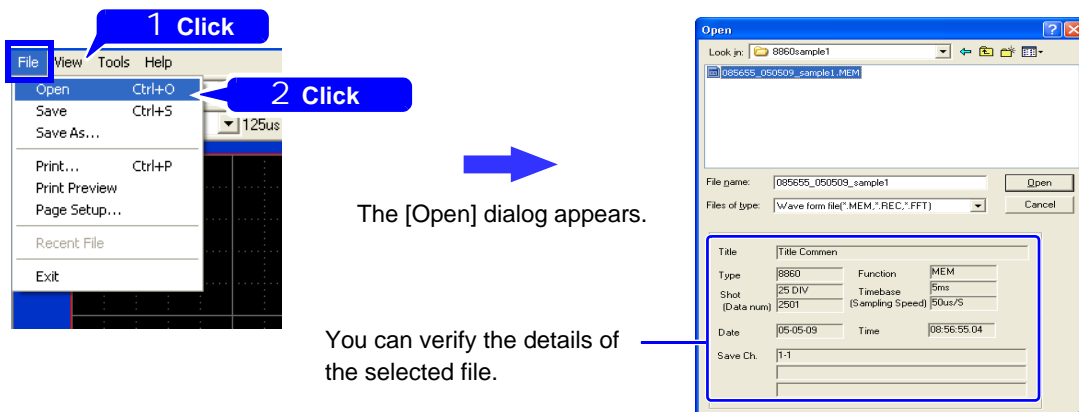 1 Click
File View Tools Help
Open Ctrl+O
2 Click
Save Ctrl+S
Save As...
125us
Print... Ctrl+P
Print Preview
Page Setup...
Recent File
Exit
The [Open] dialog appears.
You can verify the details of
the selected file.
Open
Look in: 8860sample1
085655_050509_sample1.MEM
File name: 085655_050509_sample1 Open
Files of type: Wave form file(*.MEM,*.REC,*.FFT) Cancel
Title Title Commen
Type 8860 Function MEM
Shot 25 DIV Timebase 5ms
(Data num) 2501 (Sampling Speed) 50us/S
Date 05-05-09 Time 08:56:55.04
Save Ch. 1-1